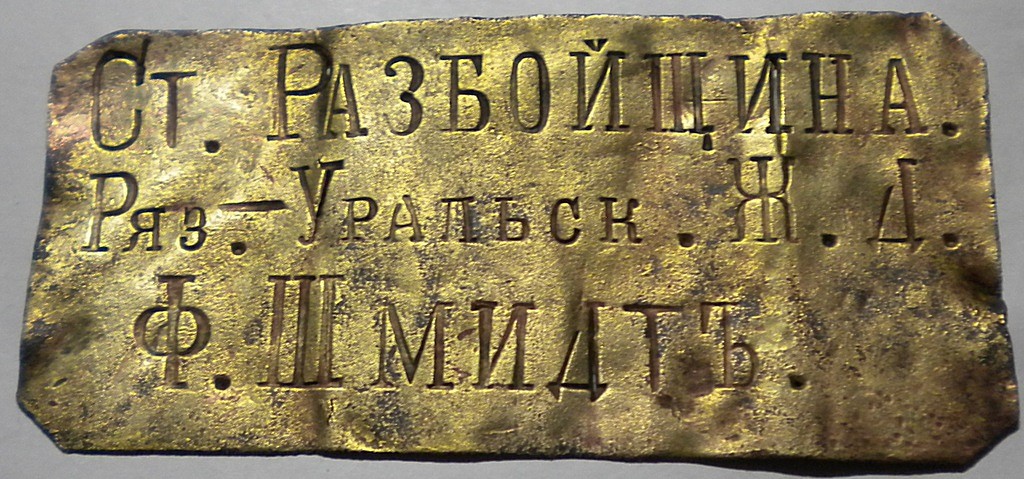 Ст. РАЗБОЙЩИНА.
Ряз.-Уральск. Ж. Д.
Ф. Шмидтъ.